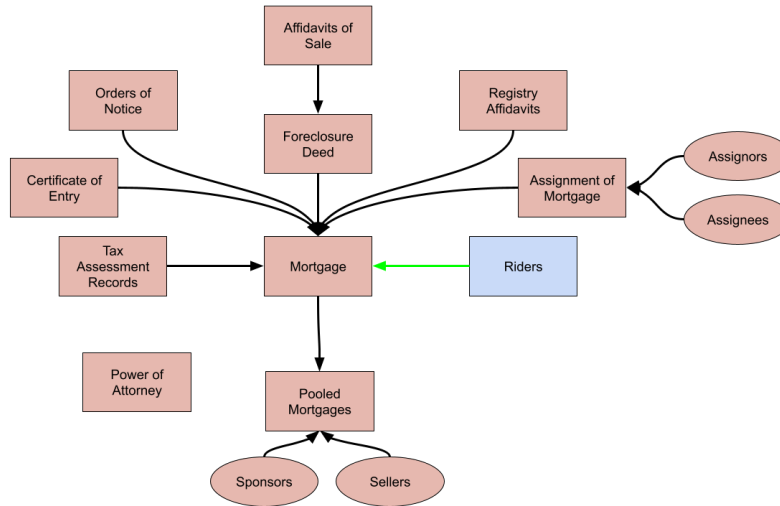 Affidavits of
Sale
Orders of
Notice
Registry
Affidavits
Foreclosure
Deed
Assignors
Certificate of
Entry
Assignment of
Mortgage
Assignees
Tax
Assessment
Records
Mortgage
Riders
Power of
Attorney
Pooled
Mortgages
Sponsors
Sellers